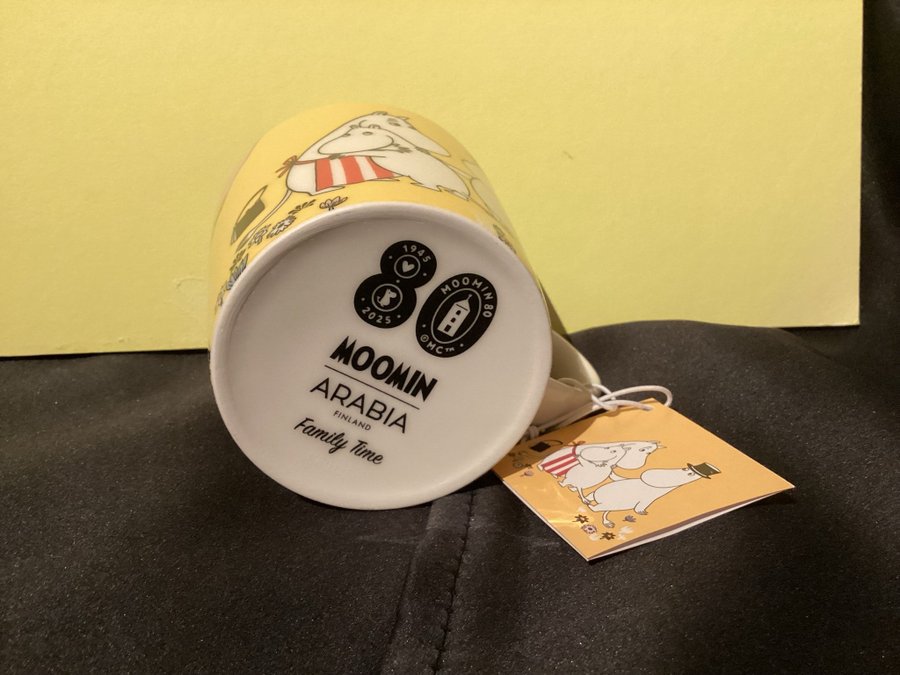 1945
80
2025
MOOMIN 80
©MC™
MOOMIN
ARABIA
FINLAND
Family Time